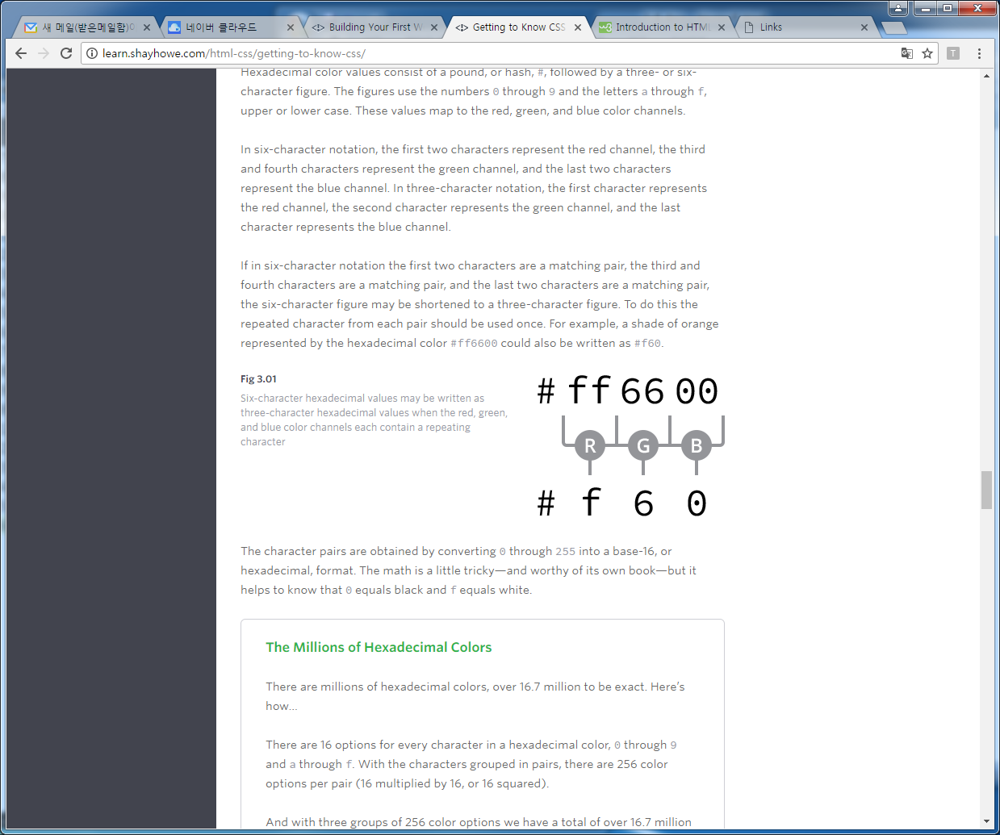 새 메일(받은메일함)이
네이버 클라우드
<> Building Your First W
<> Getting to Know CSS
w3 Introduction to HTML
Links
learn.shayhowe.com/html-css/getting-to-know-css/
T
Hexadecimal color values consist of a pound, or hash, #, followed by a three- or six-
character figure. The figures use the numbers 0 through 9 and the letters a through f,
upper or lower case. These values map to the red, green, and blue color channels.
In six-character notation, the first two characters represent the red channel, the third
and fourth characters represent the green channel, and the last two characters
represent the blue channel. In three-character notation, the first character represents
the red channel, the second character represents the green channel, and the last
character represents the blue channel.
If in six-character notation the first two characters are a matching pair, the third and
fourth characters are a matching pair, and the last two characters are a matching pair,
the six-character figure may be shortened to a three-character figure. To do this the
repeated character from each pair should be used once. For example, a shade of orange
represented by the hexadecimal color #ff6600 could also be written as #f60.
Fig 3.01
Six-character hexadecimal values may be written as
three-character hexadecimal values when the red, green,
and blue color channels each contain a repeating
character
# ff 66 00
R G B
# f 6 0
The character pairs are obtained by converting 0 through 255 into a base-16, or
hexadecimal, format. The math is a little tricky—and worthy of its own book—but it
helps to know that 0 equals black and f equals white.
The Millions of Hexadecimal Colors
There are millions of hexadecimal colors, over 16.7 million to be exact. Here’s
how…
There are 16 options for every character in a hexadecimal color, 0 through 9
and a through f. With the characters grouped in pairs, there are 256 color
options per pair (16 multiplied by 16, or 16 squared).
And with three groups of 256 color options we have a total of over 16.7 million